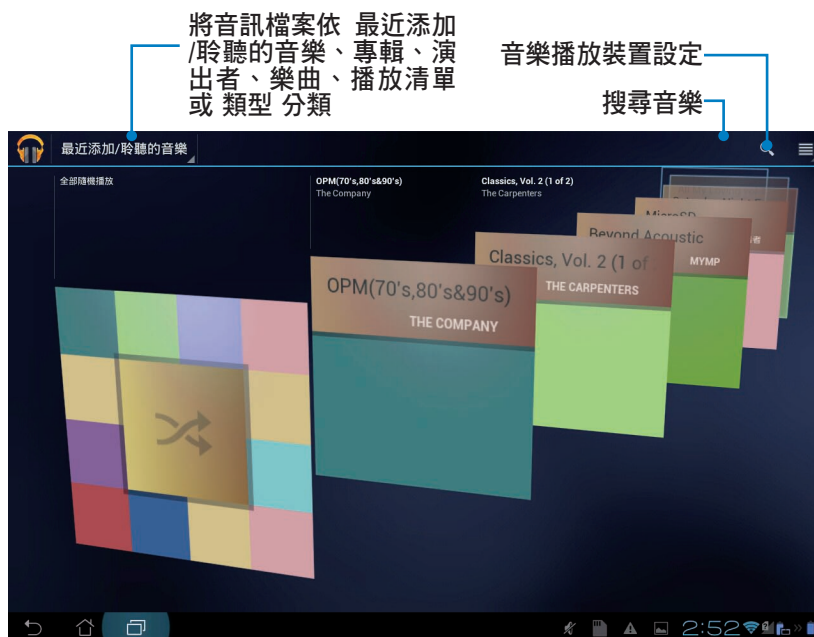 將音訊檔案依 最近添加
/聆聽的音樂、專輯、演
出者、樂曲、播放清單
或 類型 分類
音樂播放裝置設定
搜尋音樂
最近添加/聆聽的音樂
全部隨機播放
OPM(70's,80's&90's)
The Company
Classics, Vol. 2 (1 of 2)
The Carpenters
OPM(70's,80's&90's)
THE COMPANY
Classics, Vol. 2 (1 of
THE CARPENTERS
Beyond Acoustic
MYMP
MicroSD
2:52